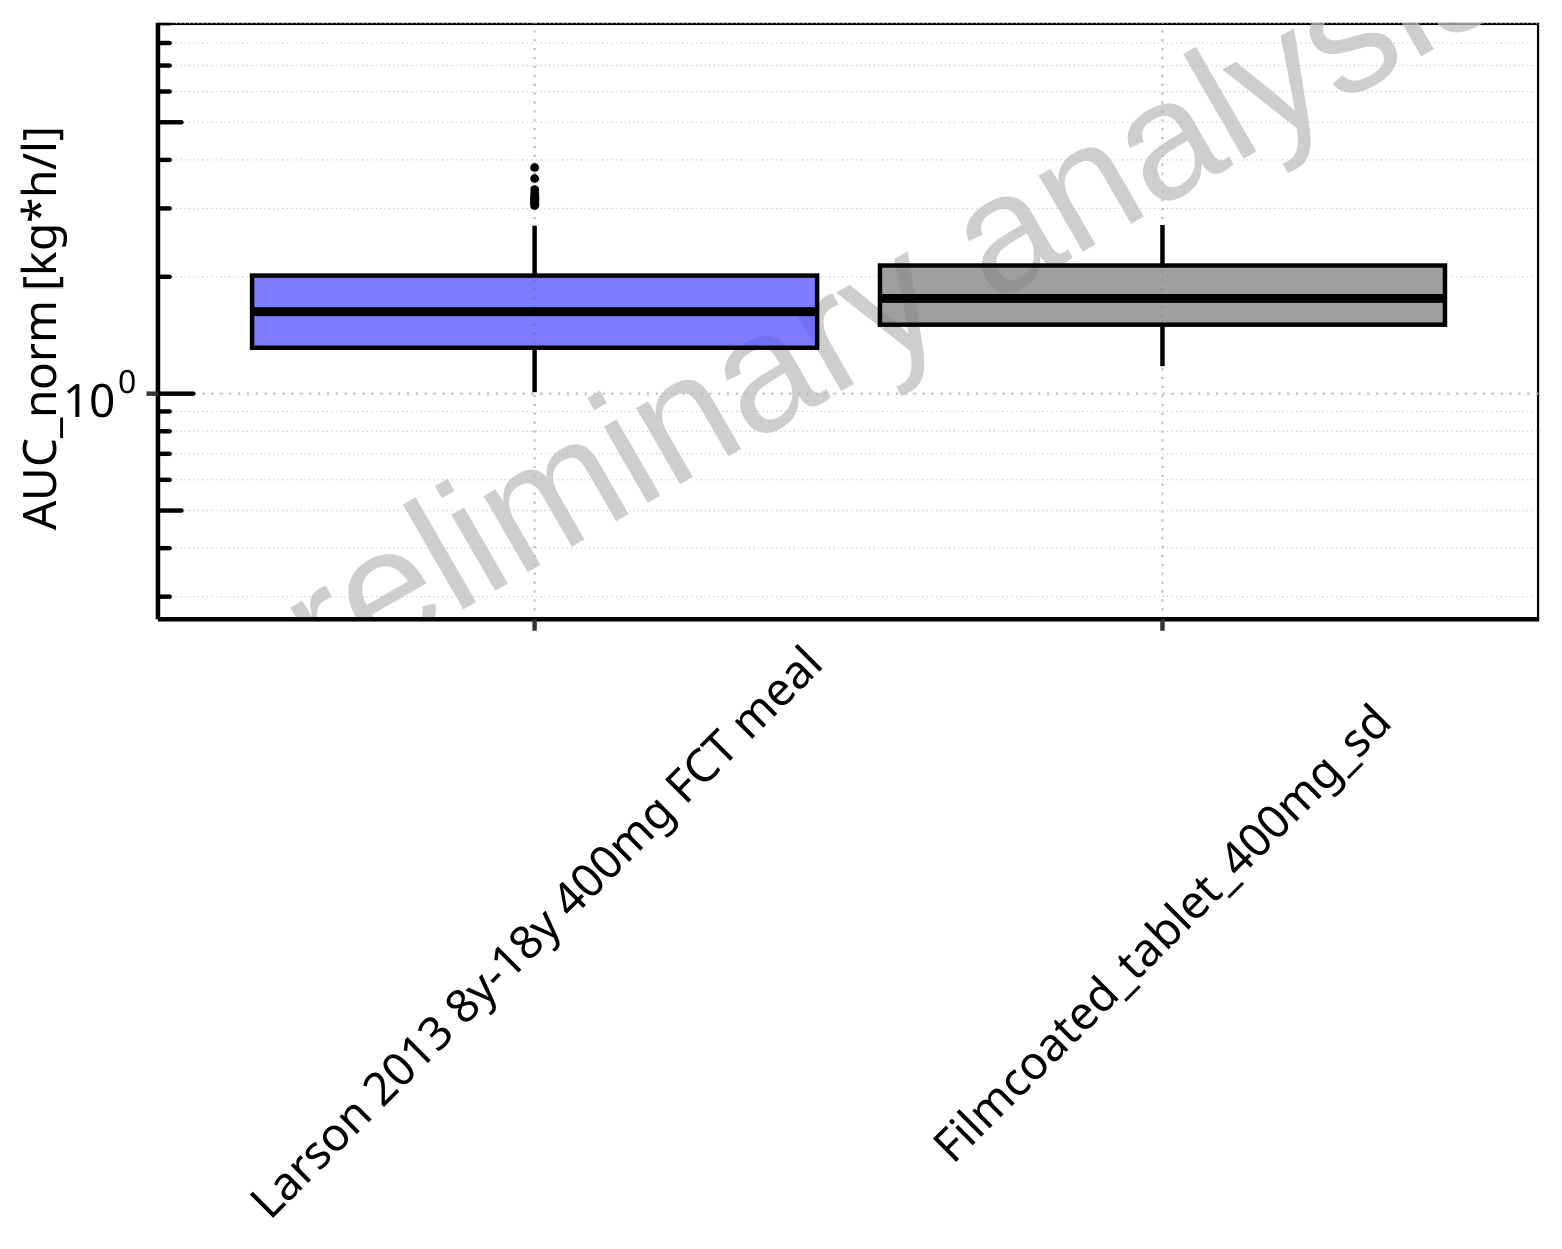 AUC_norm [kg*h/l]
10⁰
reliminary analysis
Larson 2013 8y-18y 400mg FCT meal
Filmcoated_tablet_400mg_sd